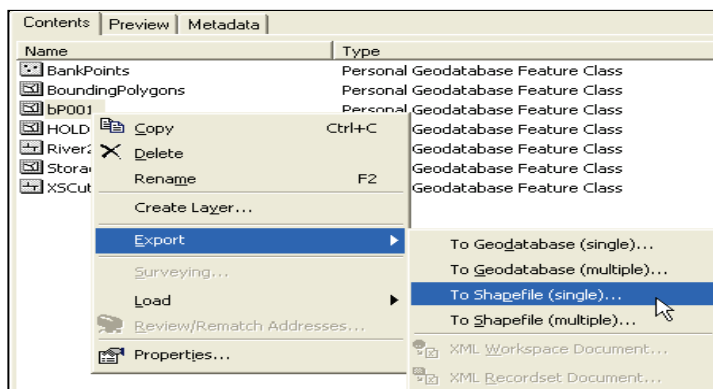 Contents Preview Metadata
Name Type
BankPoints Personal Geodatabase Feature Class
BoundingPolygons Personal Geodatabase Feature Class
bP001 Personal Geodatabase Feature Class
HOLD Geodatabase Feature Class
River2 Geodatabase Feature Class
Stora Geodatabase Feature Class
XSCut Geodatabase Feature Class
Copy Ctrl+C
Delete
Rename F2
Create Layer...
Export
Surveying...
Load
Review/Rematch Addresses...
Properties...
To Geodatabase (single)...
To Geodatabase (multiple)...
To Shapefile (single)...
To Shapefile (multiple)...
XML Workspace Document...
XML Recordset Document...